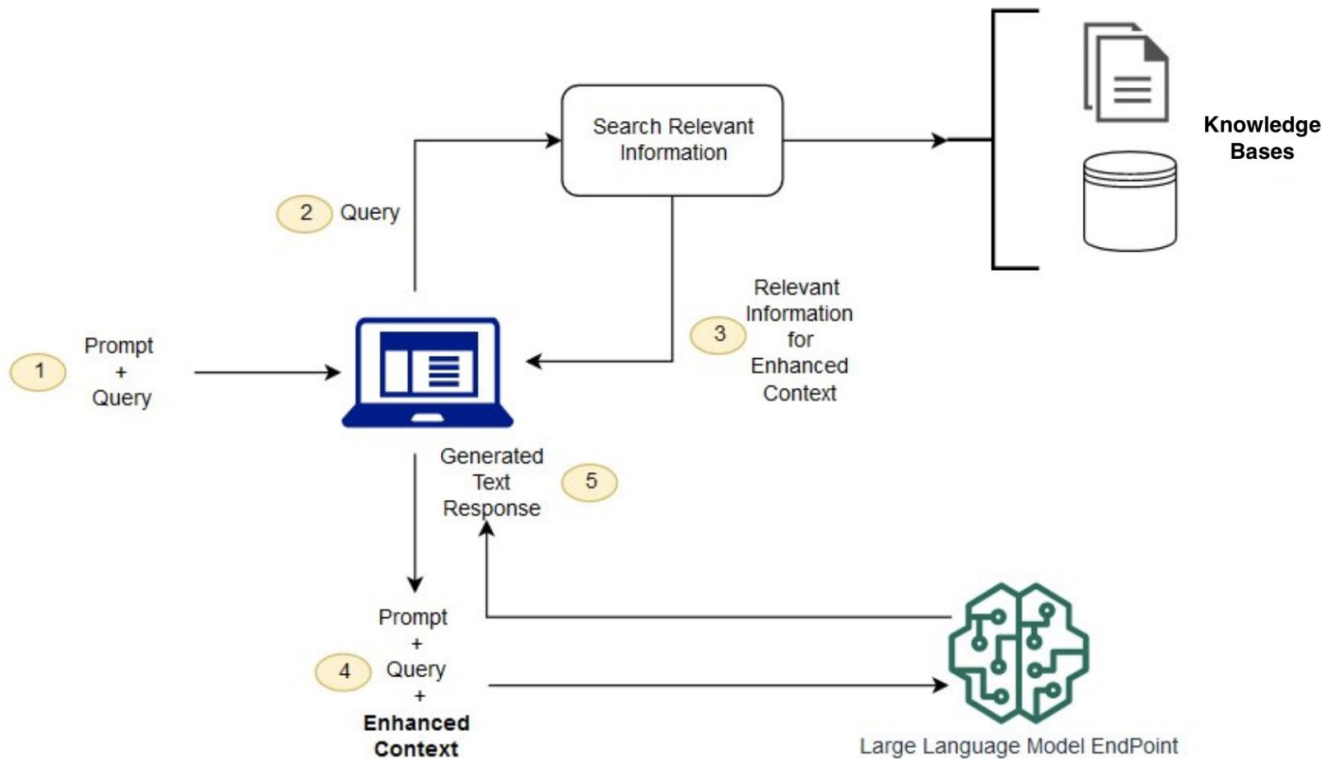 Search Relevant
Information
Knowledge
Bases
2
Query
Relevant
Information
for
Enhanced
Context
3
1
Prompt
+
Query
Generated
Text
Response
5
Prompt
+
4
Query
+
Enhanced
Context
Large Language Model EndPoint